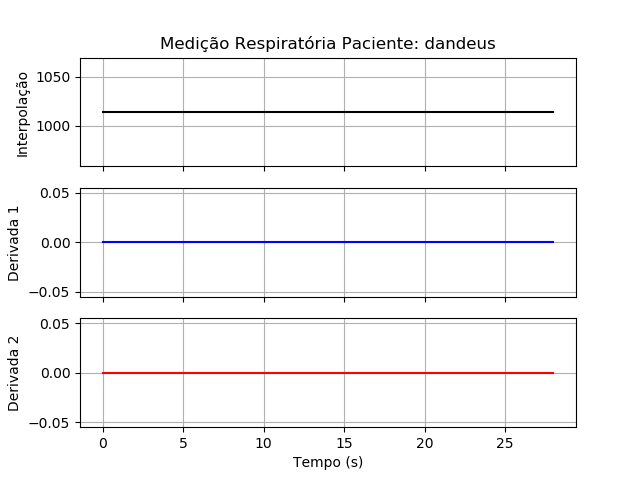 Medição Respiratória Paciente: dandeus
1050
1000
Interpolação
0.05
0.00
−0.05
Derivada 1
0.05
0.00
−0.05
Derivada 2
0 5 10 15 20 25
Tempo (s)